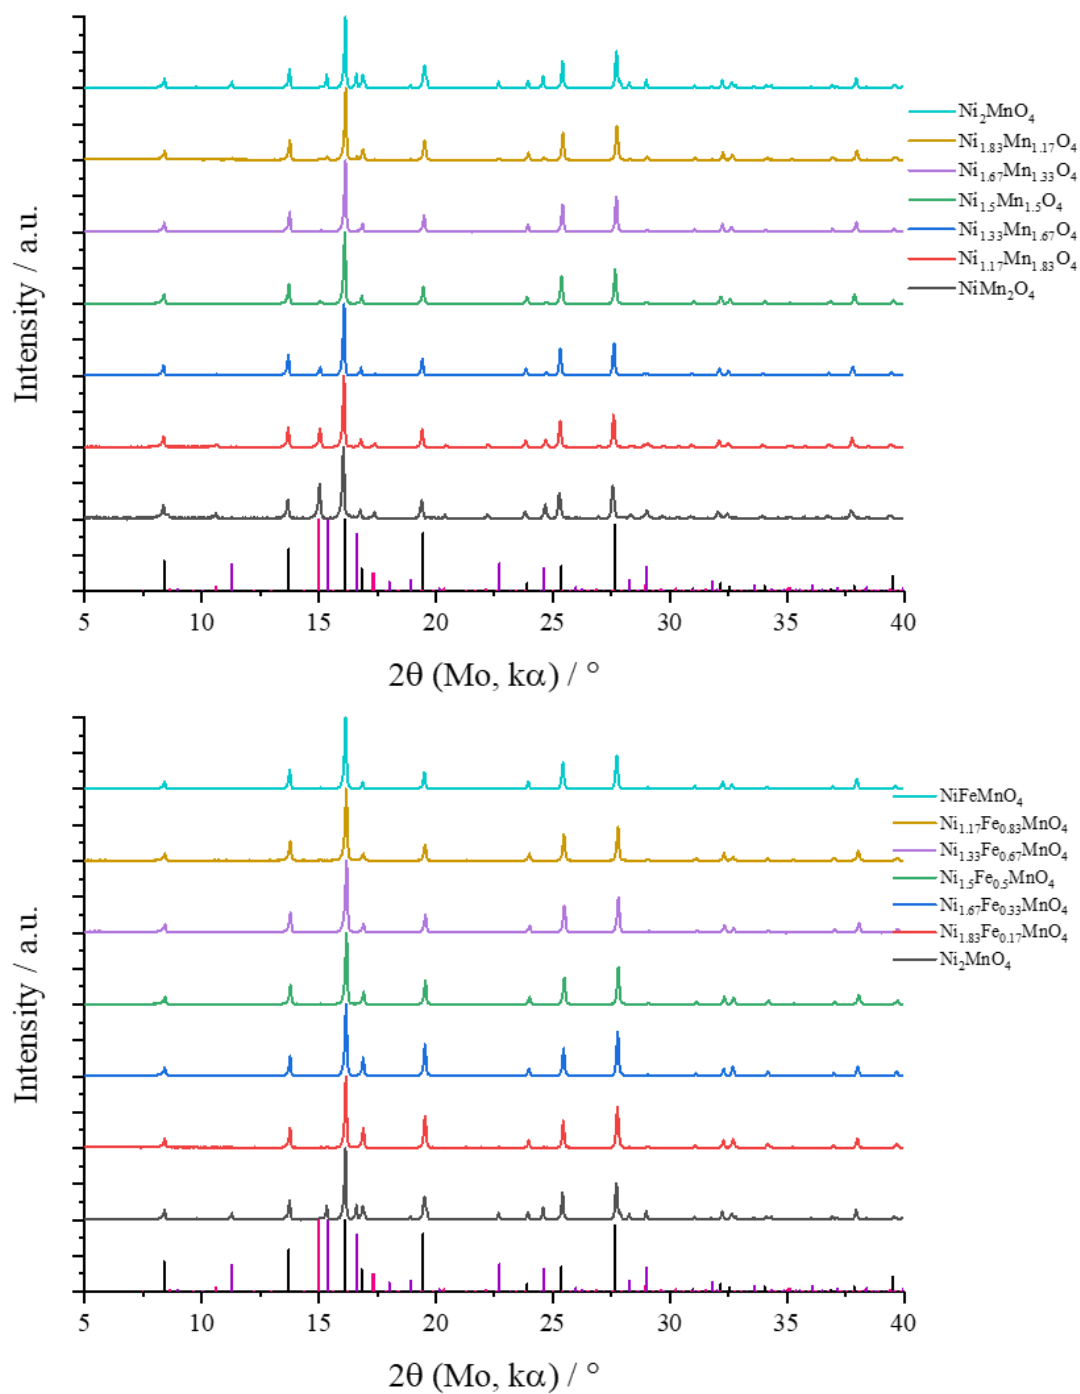 Intensity / a.u.
Ni₂MnO₄
Ni₁.₈₃Mn₁.₁₇O₄
Ni₁.₆₇Mn₁.₃₃O₄
Ni₁.₅Mn₁.₅O₄
Ni₁.₃₃Mn₁.₆₇O₄
Ni₁.₁₇Mn₁.₈₃O₄
NiMn₂O₄
5 10 15 20 25 30 35 40
2θ (Mo, kα) / °
Intensity / a.u.
NiFeMnO₄
Ni₁.₁₇Fe₀.₈₃MnO₄
Ni₁.₃₃Fe₀.₆₇MnO₄
Ni₁.₅Fe₀.₅MnO₄
Ni₁.₆₇Fe₀.₃₃MnO₄
Ni₁.₈₃Fe₀.₁₇MnO₄
Ni₂MnO₄
5 10 15 20 25 30 35 40
2θ (Mo, kα) / °